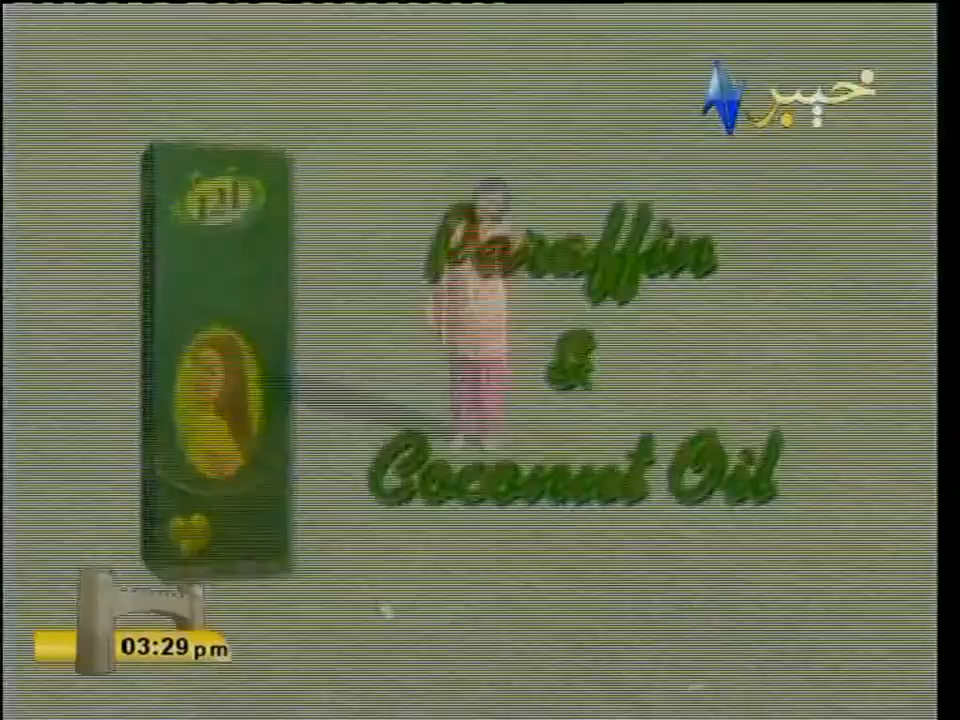 خیبر
Paraffin
&
Coconut Oil
03:29 pm